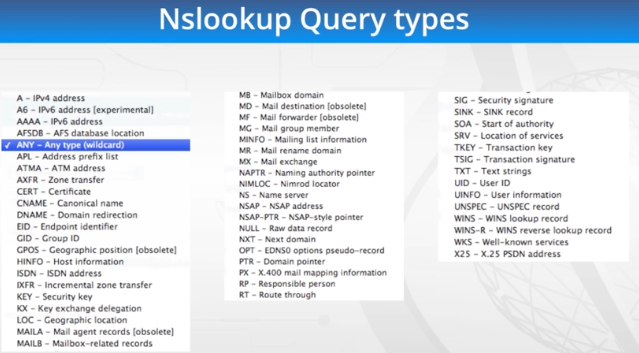 Nslookup Query types
A - IPv4 address
A6 - IPv6 address [experimental]
AAAA - IPv6 address
AFSDB - AFS database location
✓ ANY - Any type (wildcard)
APL - Address prefix list
ATMA - ATM address
AXFR - Zone transfer
CERT - Certificate
CNAME - Canonical name
DNAME - Domain redirection
EID - Endpoint identifier
GID - Group ID
GPOS - Geographic position [obsolete]
HINFO - Host information
ISDN - ISDN address
IXFR - Incremental zone transfer
KEY - Security key
KX - Key exchange delegation
LOC - Geographic location
MAILA - Mail agent records [obsolete]
MAILB - Mailbox-related records
MB - Mailbox domain
MD - Mail destination [obsolete]
MF - Mail forwarder [obsolete]
MG - Mail group member
MINFO - Mailing list information
MR - Mail rename domain
MX - Mail exchange
NAPTR - Naming authority pointer
NIMLOC - Nimrod locator
NS - Name server
NSAP - NSAP address
NSAP-PTR - NSAP-style pointer
NULL - Raw data record
NXT - Next domain
OPT - EDNS0 options pseudo-record
PTR - Domain pointer
PX - X.400 mail mapping information
RP - Responsible person
RT - Route through
SIG - Security signature
SINK - SINK record
SOA - Start of authority
SRV - Location of services
TKEY - Transaction key
TSIG - Transaction signature
TXT - Text strings
UID - User ID
UINFO - User information
UNSPEC - UNSPEC record
WINS - WINS lookup record
WINS-R - WINS reverse lookup record
WKS - Well-known services
X25 - X.25 PSDN address